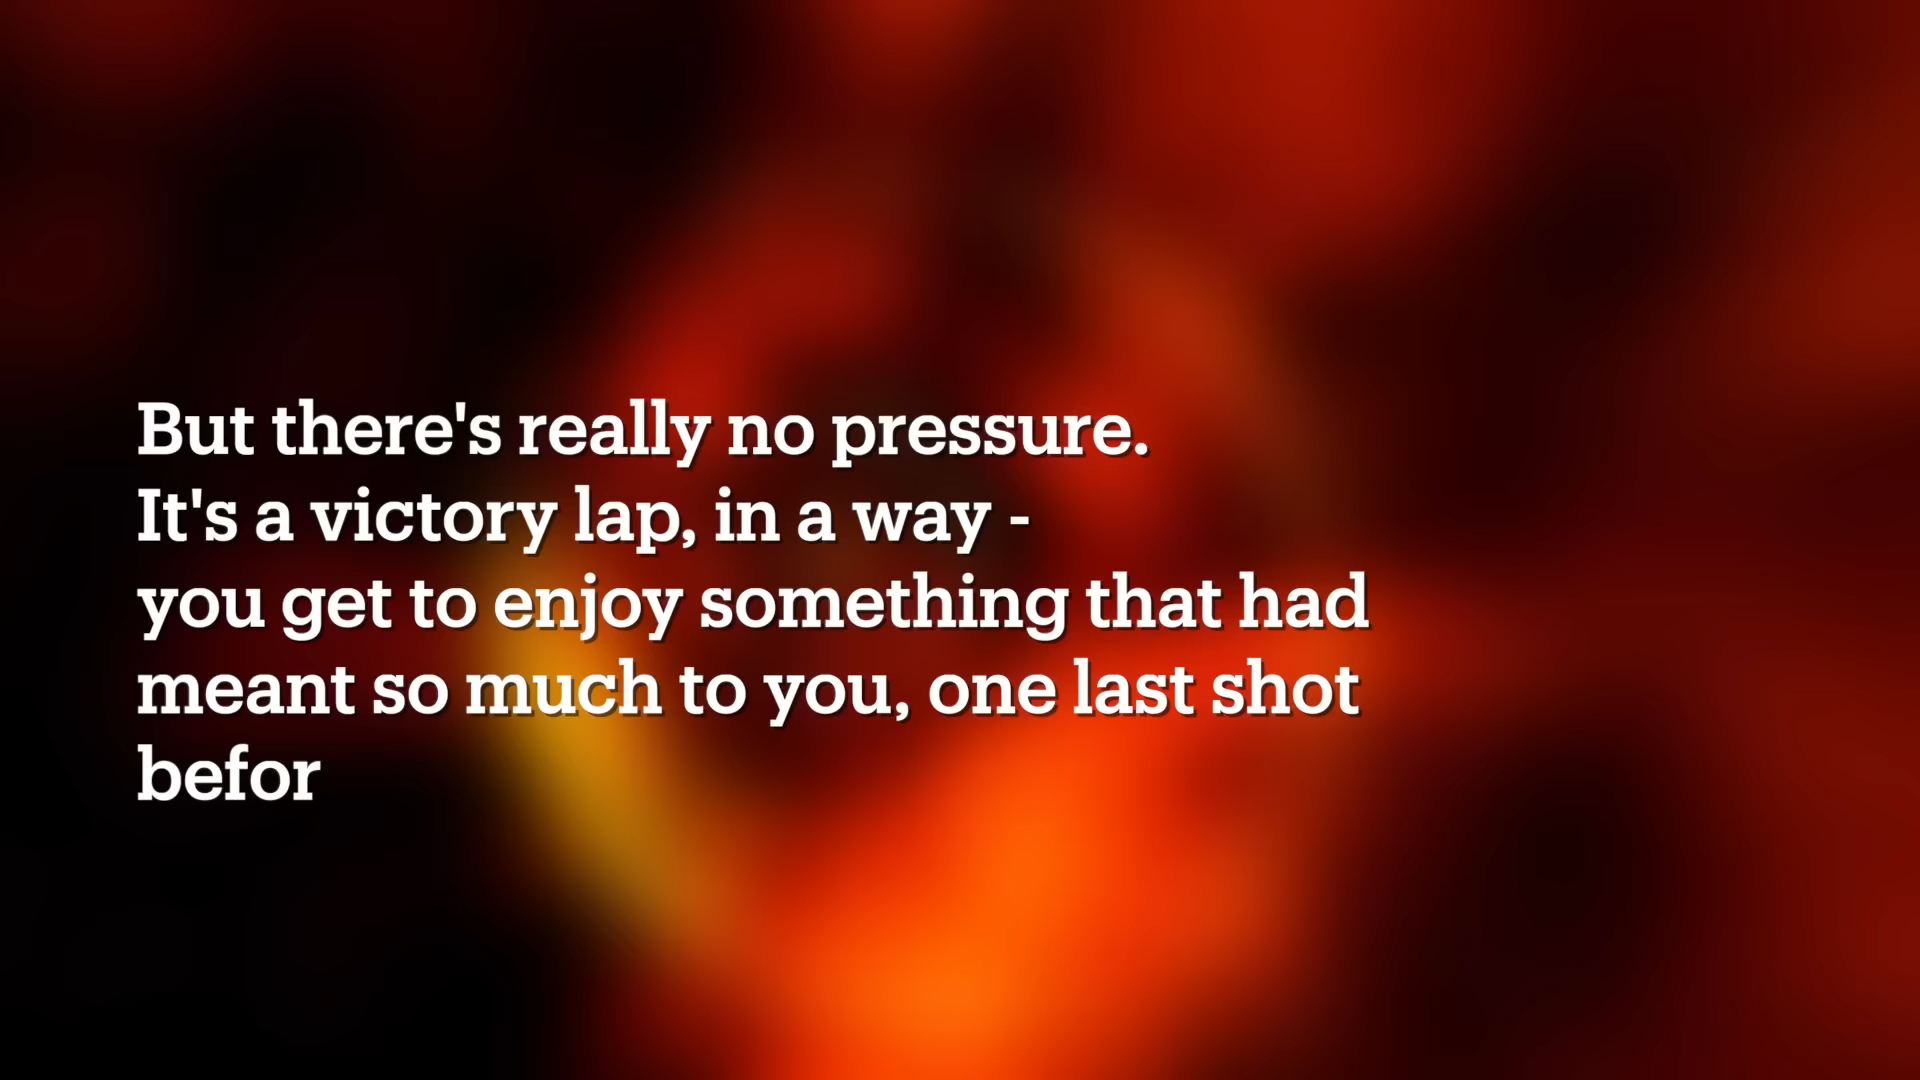 But there's really no pressure.
It's a victory lap, in a way -
you get to enjoy something that had
meant so much to you, one last shot
befor